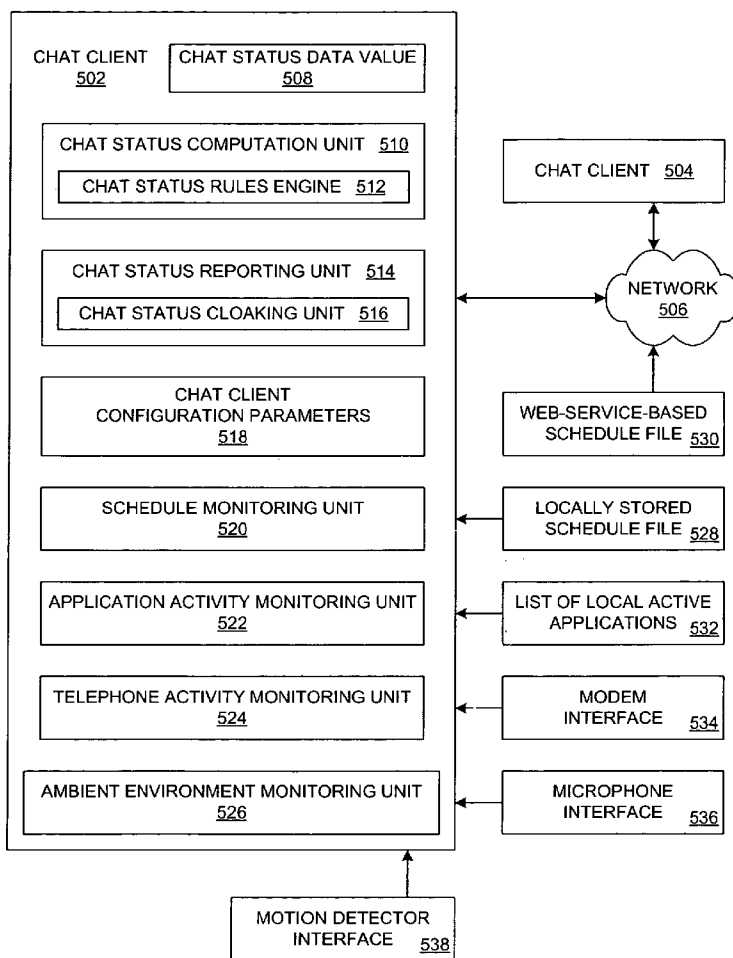 CHAT CLIENT
502
CHAT STATUS DATA VALUE
508
CHAT STATUS COMPUTATION UNIT 510
CHAT STATUS RULES ENGINE 512
CHAT STATUS REPORTING UNIT 514
CHAT STATUS CLOAKING UNIT 516
CHAT CLIENT
CONFIGURATION PARAMETERS
518
SCHEDULE MONITORING UNIT
520
APPLICATION ACTIVITY MONITORING UNIT
522
TELEPHONE ACTIVITY MONITORING UNIT
524
AMBIENT ENVIRONMENT MONITORING UNIT
526
CHAT CLIENT 504
NETWORK
506
WEB-SERVICE-BASED
SCHEDULE FILE 530
LOCALLY STORED
SCHEDULE FILE 528
LIST OF LOCAL ACTIVE
APPLICATIONS 532
MODEM
INTERFACE 534
MICROPHONE
INTERFACE 536
MOTION DETECTOR
INTERFACE 538